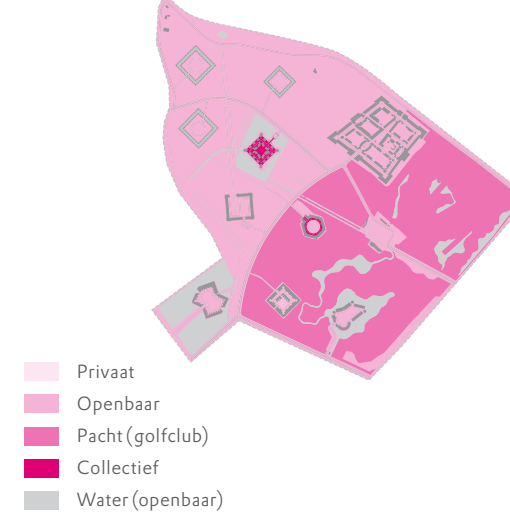 Privaat
Openbaar
Pacht (golfclub)
Collectief
Water (openbaar)